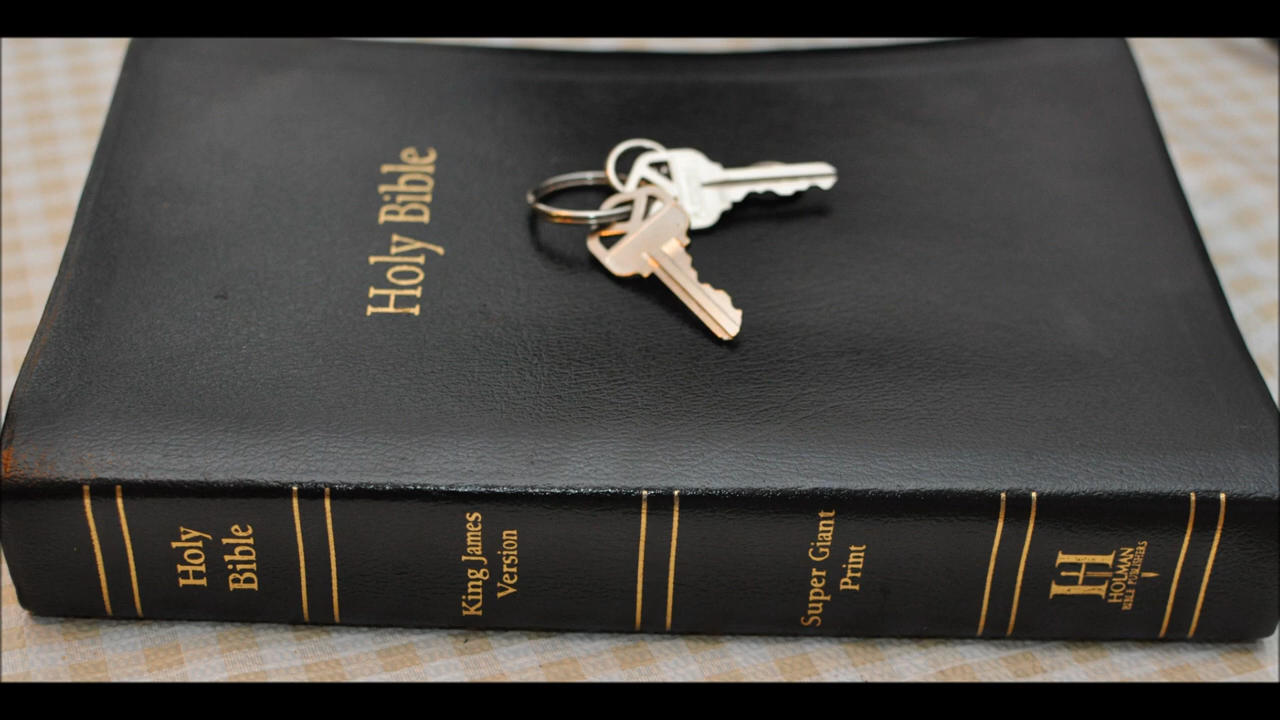 Holy Bible
Holy
Bible
King James
Version
Super Giant
Print
HOLMAN
BIBLE PUBLISHERS